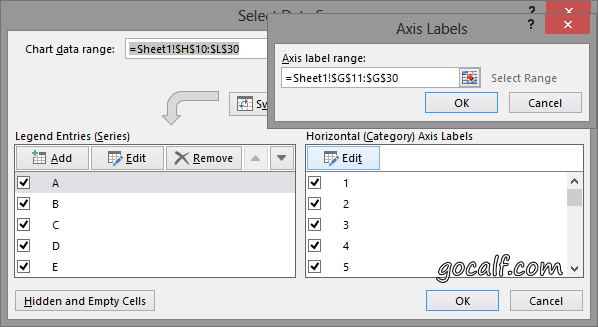 Select Data S
? ×
Axis Labels
Chart data range: =Sheet1!$H$10:$L$30
Axis label range:
=Sheet1!$G$11:$G$30 Select Range
OK Cancel
Sw
Legend Entries (Series)
Add Edit Remove
A
B
C
D
E
Horizontal (Category) Axis Labels
Edit
1
2
3
4
5
gocalf.com
Hidden and Empty Cells OK Cancel